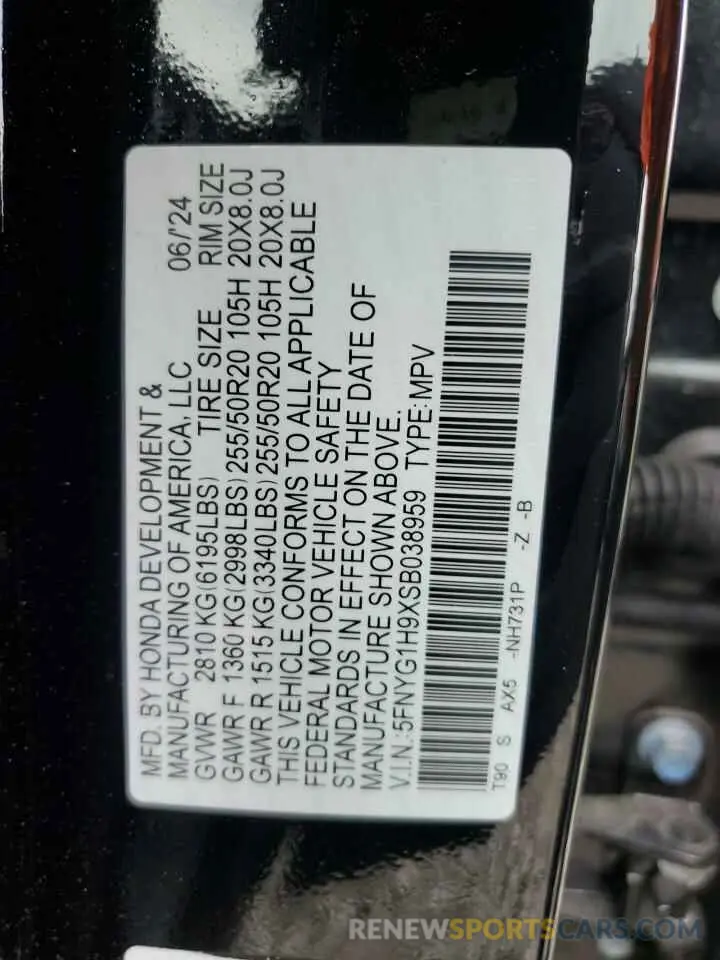 MFD. BY HONDA DEVELOPMENT &
MANUFACTURING OF AMERICA, LLC 06/'24
GVWR 2810 KG(6195LBS) TIRE SIZE RIM SIZE
GAWR F 1360 KG(2998LBS) 255/50R20 105H 20X8.0J
GAWR R 1515 KG(3340LBS) 255/50R20 105H 20X8.0J
THIS VEHICLE CONFORMS TO ALL APPLICABLE
FEDERAL MOTOR VEHICLE SAFETY
STANDARDS IN EFFECT ON THE DATE OF
MANUFACTURE SHOWN ABOVE.
V.I.N.:5FNYG1H9XSB038959 TYPE:MPV
T90 S AX5 -NH731P -Z -B
RENEWSPORTSCARS.COM